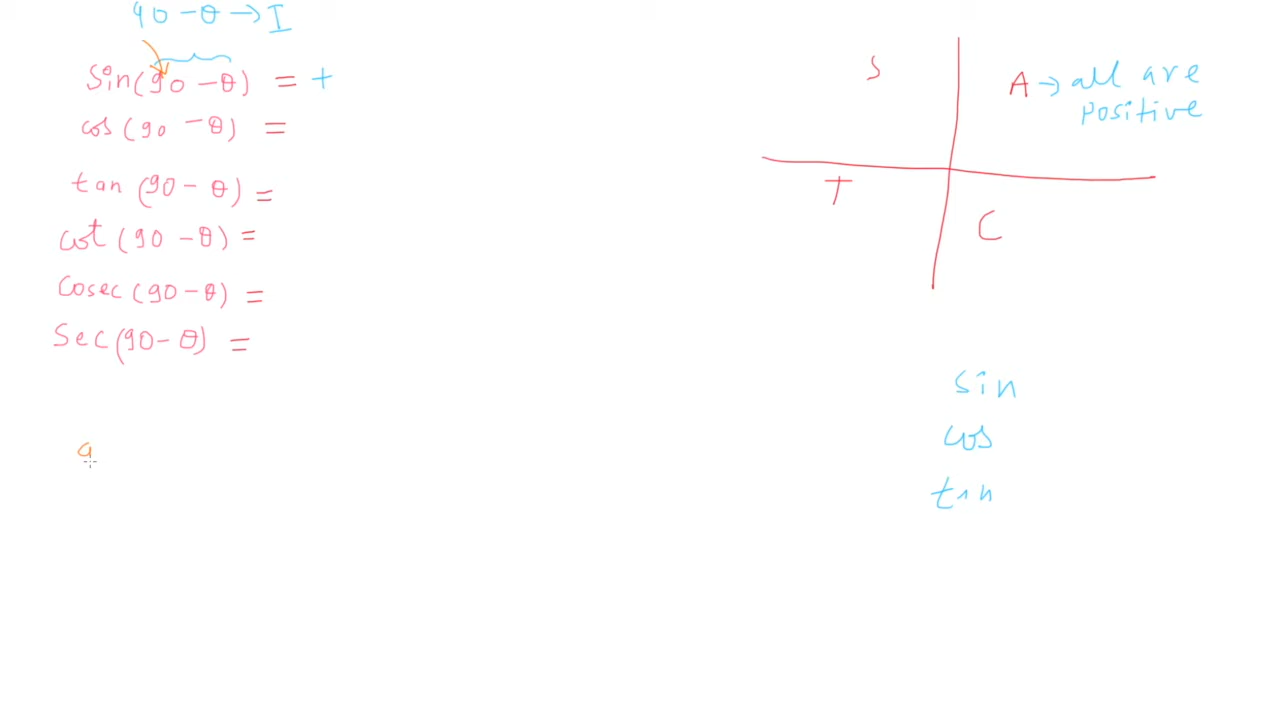 90 - θ → I
Sin(90 - θ) = +
cos(90 - θ) =
tan(90 - θ) =
cot(90 - θ) =
Cosec(90 - θ) =
Sec(90 - θ) =
9
S
A → all are
positive
T
C
sin
cos
tan